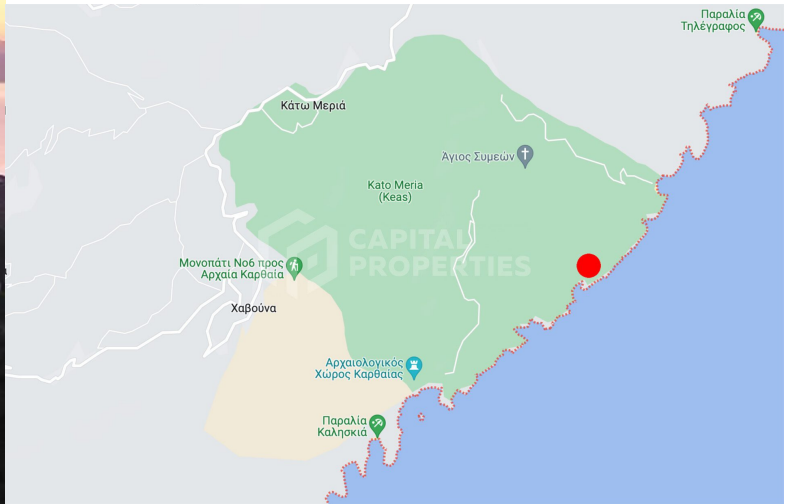 Παραλία
Τηλέγραφος
Κάτω Μεριά
Άγιος Συμεών
Kato Meria
(Keas)
CAPITAL
PROPERTIES
Μονοπάτι Νο6 προς
Αρχαία Καρθαία
Χαβούνα
Αρχαιολογικός
Χώρος Καρθαίας
Παραλία
Καλησκιά